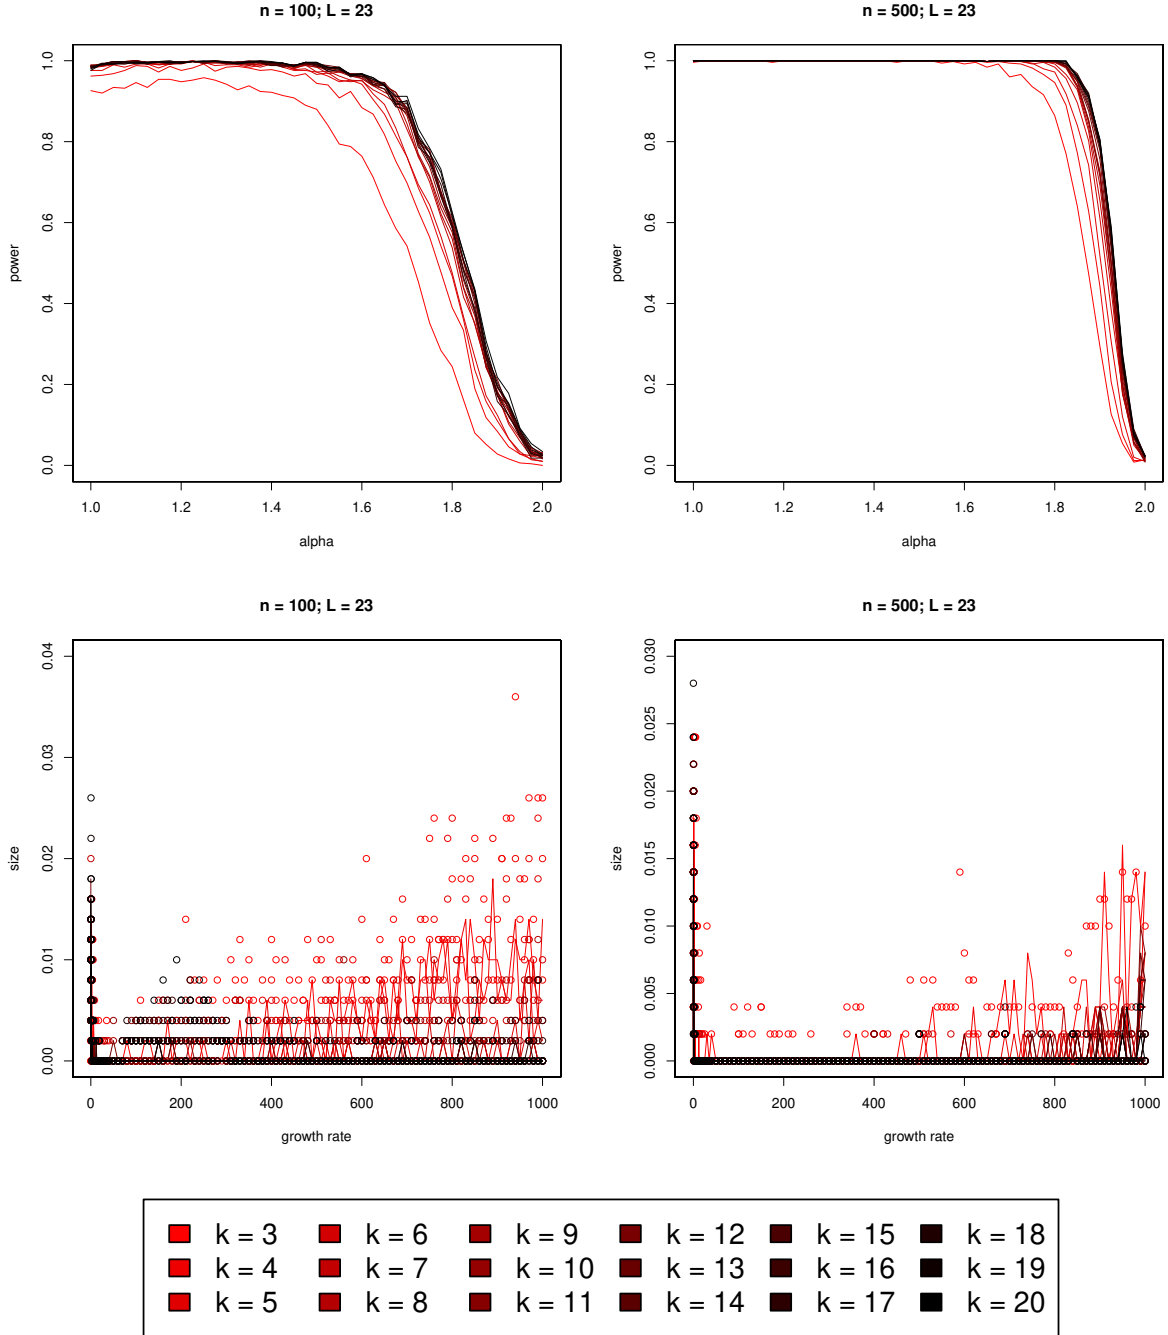 n = 100; L = 23
n = 500; L = 23
power
0.0 0.2 0.4 0.6 0.8 1.0
1.0 1.2 1.4 1.6 1.8 2.0
alpha
power
0.0 0.2 0.4 0.6 0.8 1.0
1.0 1.2 1.4 1.6 1.8 2.0
alpha
n = 100; L = 23
n = 500; L = 23
size
0.00 0.01 0.02 0.03 0.04
0 200 400 600 800 1000
growth rate
size
0.000 0.005 0.010 0.015 0.020 0.025 0.030
0 200 400 600 800 1000
growth rate
k = 3 k = 6 k = 9 k = 12 k = 15 k = 18
k = 4 k = 7 k = 10 k = 13 k = 16 k = 19
k = 5 k = 8 k = 11 k = 14 k = 17 k = 20